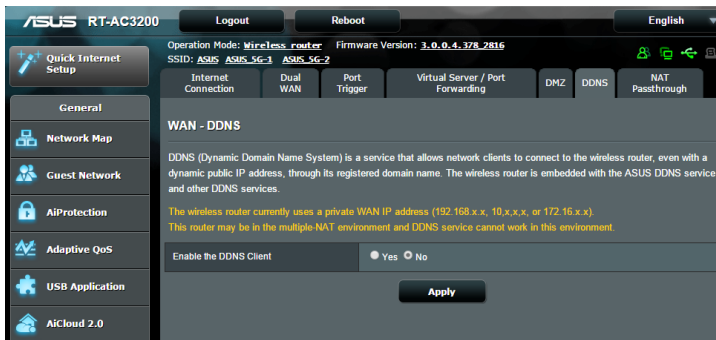 ASUS RT-AC3200
Logout
Reboot
English
Operation Mode: Wireless router Firmware Version: 3.0.0.4.378_2816
SSID: ASUS ASUS_5G-1 ASUS_5G-2
Quick Internet
Setup
General
Network Map
Guest Network
AiProtection
Adaptive QoS
USB Application
AiCloud 2.0
Internet
Connection
Dual
WAN
Port
Trigger
Virtual Server / Port
Forwarding
DMZ
DDNS
NAT
Passthrough
WAN - DDNS
DDNS (Dynamic Domain Name System) is a service that allows network clients to connect to the wireless router, even with a
dynamic public IP address, through its registered domain name. The wireless router is embedded with the ASUS DDNS service
and other DDNS services.
The wireless router currently uses a private WAN IP address (192.168.x.x, 10,x,x,x, or 172.16.x.x).
This router may be in the multiple-NAT environment and DDNS service cannot work in this environment.
Enable the DDNS Client
Yes No
Apply